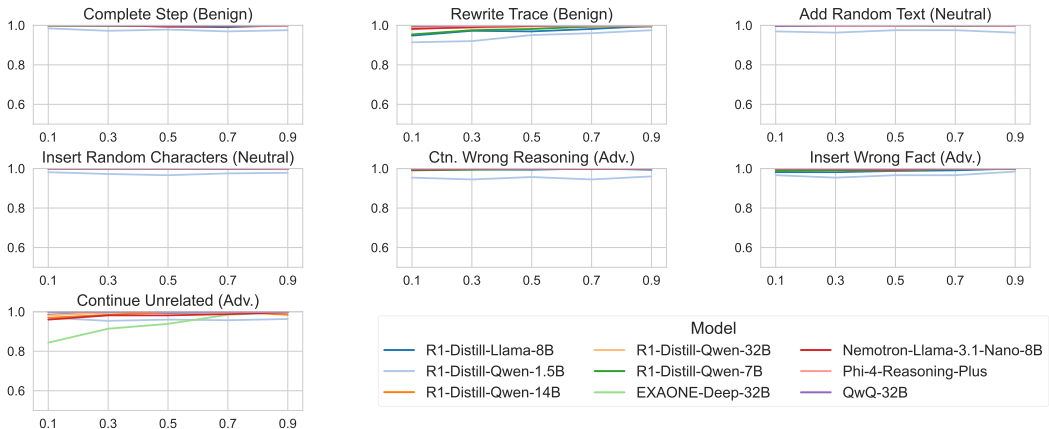 Complete Step (Benign)
Rewrite Trace (Benign)
Add Random Text (Neutral)
1.0
0.8
0.6
0.1 0.3 0.5 0.7 0.9
1.0
0.8
0.6
0.1 0.3 0.5 0.7 0.9
1.0
0.8
0.6
0.1 0.3 0.5 0.7 0.9
Insert Random Characters (Neutral)
Ctn. Wrong Reasoning (Adv.)
Insert Wrong Fact (Adv.)
1.0
0.8
0.6
0.1 0.3 0.5 0.7 0.9
1.0
0.8
0.6
0.1 0.3 0.5 0.7 0.9
1.0
0.8
0.6
0.1 0.3 0.5 0.7 0.9
Continue Unrelated (Adv.)
1.0
0.8
0.6
0.1 0.3 0.5 0.7 0.9
Model
R1-Distill-Llama-8B
R1-Distill-Qwen-1.5B
R1-Distill-Qwen-14B
R1-Distill-Qwen-32B
R1-Distill-Qwen-7B
EXAONE-Deep-32B
Nemotron-Llama-3.1-Nano-8B
Phi-4-Reasoning-Plus
QwQ-32B